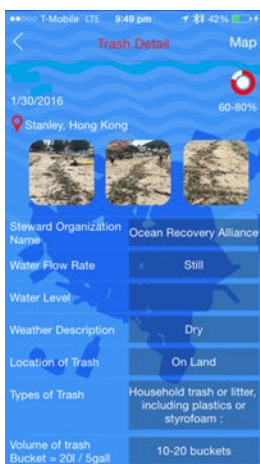 T-Mobile LTE 9:49 pm 42%
Trash Detail Map
1/30/2016
60-80%
Stanley, Hong Kong
Steward Organization
Name
Ocean Recovery Alliance
Water Flow Rate
Still
Water Level
Weather Description
Dry
Location of Trash
On Land
Types of Trash
Household trash or litter,
including plastics or
styrofoam :
Volume of trash
Bucket = 20l / 5gall
10-20 buckets